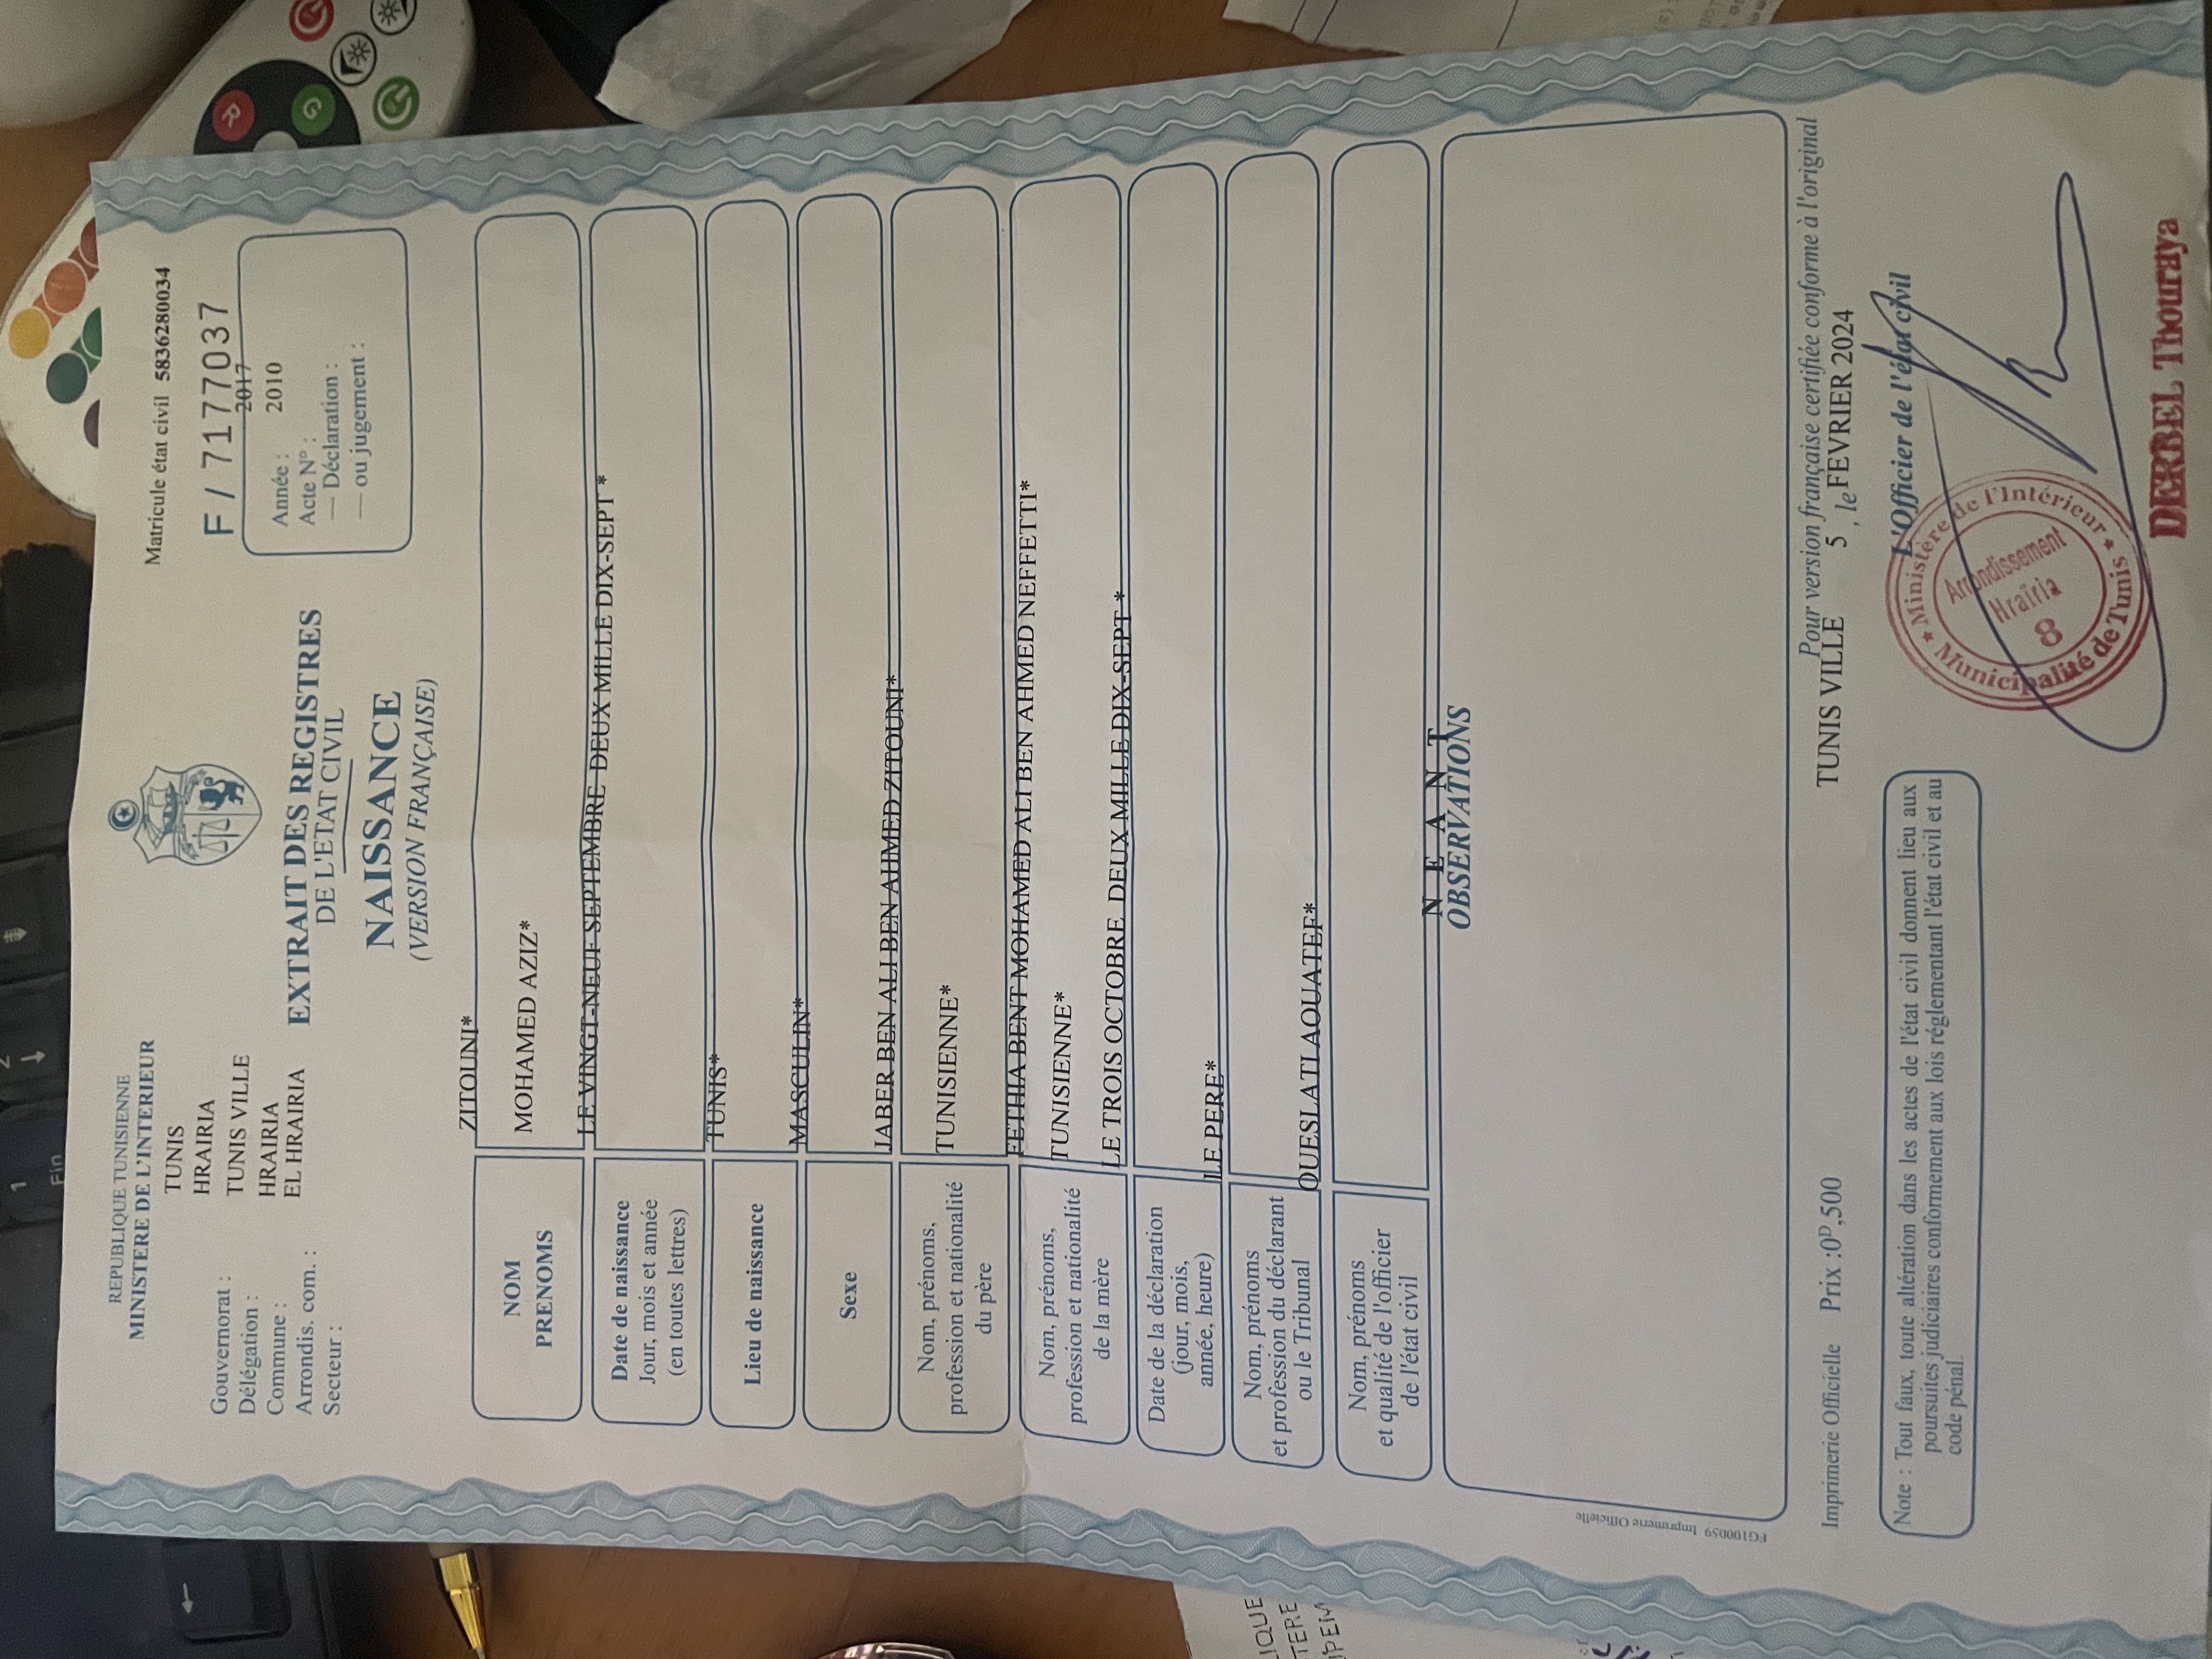 REPUBLIQUE TUNISIENNE
MINISTERE DE L'INTERIEUR
TUNIS
HRAIRIA
Gouvernorat :
TUNIS VILLE
Délégation :
HRAIRIA
Commune :
EL HRAIRIA
Arrondis. com. :
Secteur :
EXTRAIT DES REGISTRES
DE L'ETAT CIVIL
NAISSANCE
(VERSION FRANÇAISE)
Matricule état civil 5836280034
F / 7177037
2017
Année : 2010
Acte N° :
— Déclaration :
— ou jugement :
ZITOUNI*
NOM
PRENOMS
MOHAMED AZIZ*
LE VINGT-NEUF SEPTEMBRE DEUX MILLE DIX-SEPT *
Date de naissance
Jour, mois et année
(en toutes lettres)
TUNIS*
Lieu de naissance
MASCULIN*
Sexe
JABER BEN ALI BEN AHMED ZITOUNI*
Nom, prénoms,
profession et nationalité
du père
TUNISIENNE*
FETHIA BENT MOHAMED ALI BEN AHMED NEFFETTI*
Nom, prénoms,
profession et nationalité
de la mère
TUNISIENNE*
LE TROIS OCTOBRE DEUX MILLE DIX-SEPT *
Date de la déclaration
(jour, mois,
année, heure)
LE PERE*
Nom, prénoms
et profession du déclarant
ou le Tribunal
OUESLATI AOUATEF*
Nom, prénoms
et qualité de l'officier
de l'état civil
N E A N T
OBSERVATIONS
FG100059 Imprimerie Officielle
Imprimerie Officielle Prix :0ᴰ,500
Pour version française certifiée conforme à l'original
TUNIS VILLE 5 , le FEVRIER 2024
L'Officier de l'état civil
Note : Tout faux, toute altération dans les actes de l'état civil donnent lieu aux
poursuites judiciaires conformement aux lois réglementant l'état civil et au
code pénal.
★ Ministère de l'Intérieur ★
Municipalité de Tunis
Arrondissement
Hraïria
8
DERBEL Thouraya
R
G
1
Fin
2